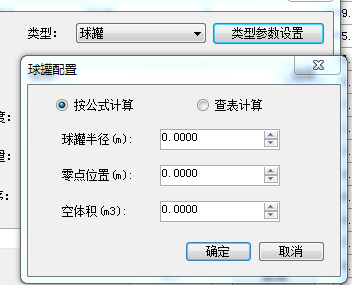 类型: 球罐 类型参数设置
球罐配置
按公式计算 查表计算
球罐半径(m): 0.0000
零点位置(m): 0.0000
空体积(m3): 0.0000
确定 取消